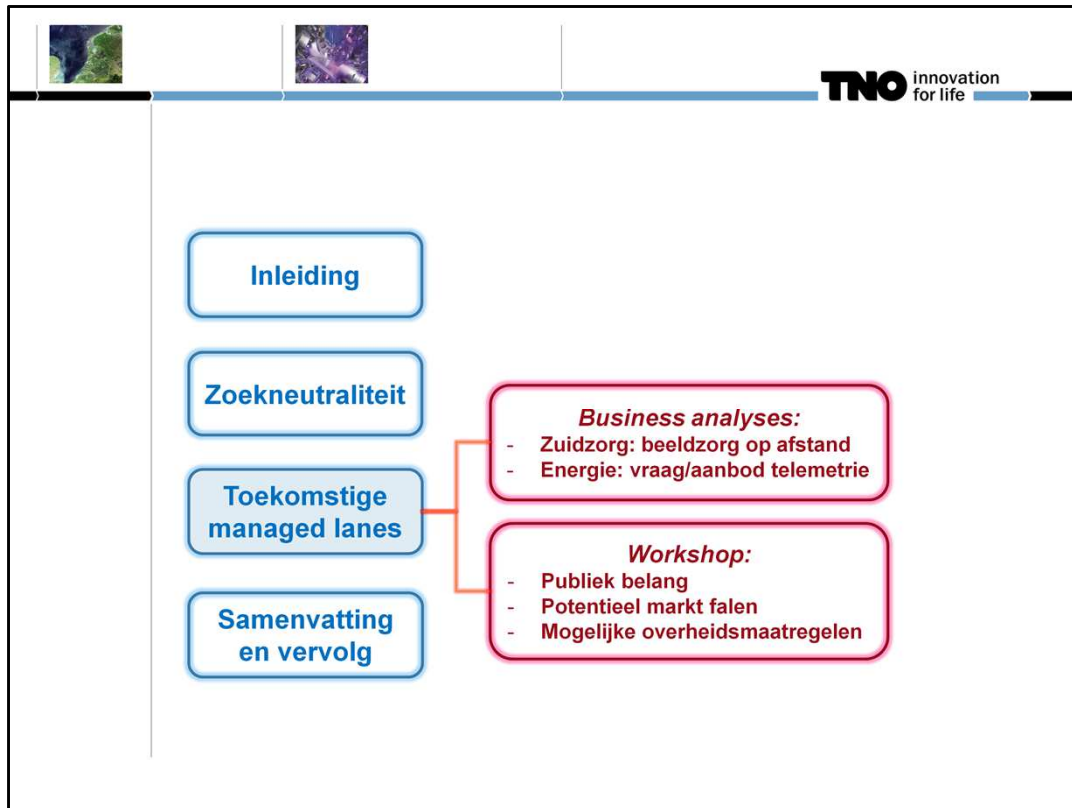 TNO innovation
for life
Inleiding
Zoekneutraliteit
Toekomstige
managed lanes
Samenvatting
en vervolg
Business analyses:
- Zuidzorg: beeldzorg op afstand
- Energie: vraag/aanbod telemetrie
Workshop:
- Publiek belang
- Potentieel markt falen
- Mogelijke overheidsmaatregelen